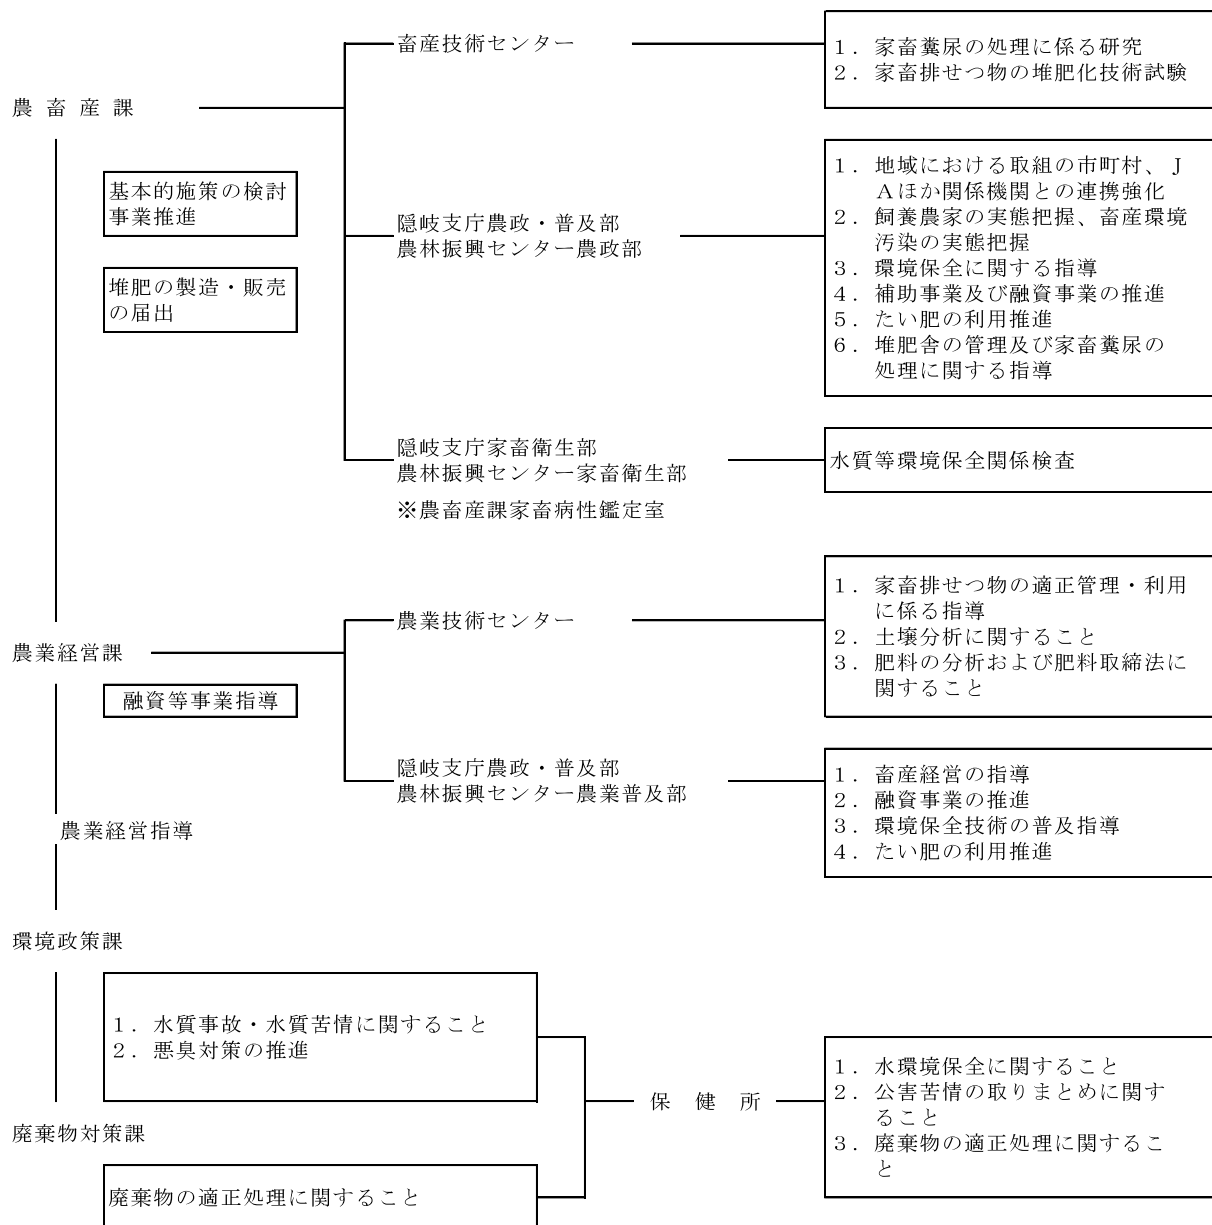 畜産技術センター
１．家畜糞尿の処理に係る研究
２．家畜排せつ物の堆肥化技術試験
農 畜 産 課
基本的施策の検討
事業推進
堆肥の製造・販売
の届出
隠岐支庁農政・普及部
農林振興センター農政部
１．地域における取組の市町村、Ｊ
Ａほか関係機関との連携強化
２．飼養農家の実態把握、畜産環境
汚染の実態把握
３．環境保全に関する指導
４．補助事業及び融資事業の推進
５．たい肥の利用推進
６．堆肥舎の管理及び家畜糞尿の
処理に関する指導
隠岐支庁家畜衛生部
農林振興センター家畜衛生部
※農畜産課家畜病性鑑定室
水質等環境保全関係検査
農業経営課
融資等事業指導
農業技術センター
１．家畜排せつ物の適正管理・利用
に係る指導
２．土壌分析に関すること
３．肥料の分析および肥料取締法に
関すること
隠岐支庁農政・普及部
農林振興センター農業普及部
１．畜産経営の指導
２．融資事業の推進
３．環境保全技術の普及指導
４．たい肥の利用推進
農業経営指導
環境政策課
１．水質事故・水質苦情に関すること
２．悪臭対策の推進
廃棄物対策課
廃棄物の適正処理に関すること
保 健 所
１．水環境保全に関すること
２．公害苦情の取りまとめに関す
ること
３．廃棄物の適正処理に関するこ
と